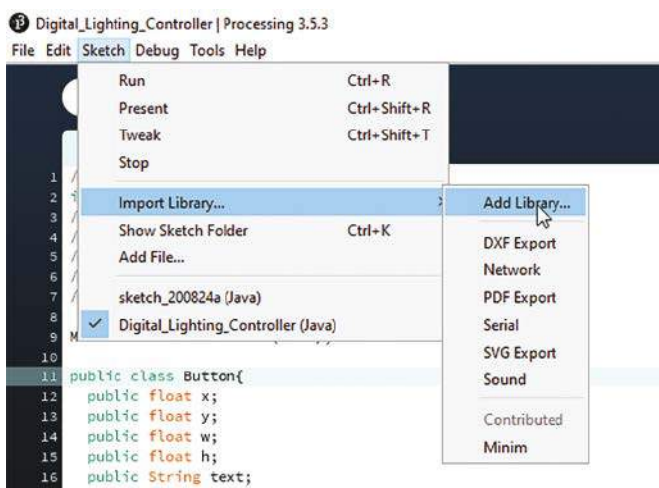 Digital_Lighting_Controller | Processing 3.5.3
File Edit Sketch Debug Tools Help
Run Ctrl+R
Present Ctrl+Shift+R
Tweak Ctrl+Shift+T
Stop
Import Library...
Show Sketch Folder Ctrl+K
Add File...
sketch_200824a (Java)
Digital_Lighting_Controller (Java)
Add Library...
DXF Export
Network
PDF Export
Serial
SVG Export
Sound
Contributed
Minim
1 /
2
3 /
4 /
5 /
6 /
7 /
8
9 M
10
11 public class Button{
12 public float x;
13 public float y;
14 public float w;
15 public float h;
16 public String text;